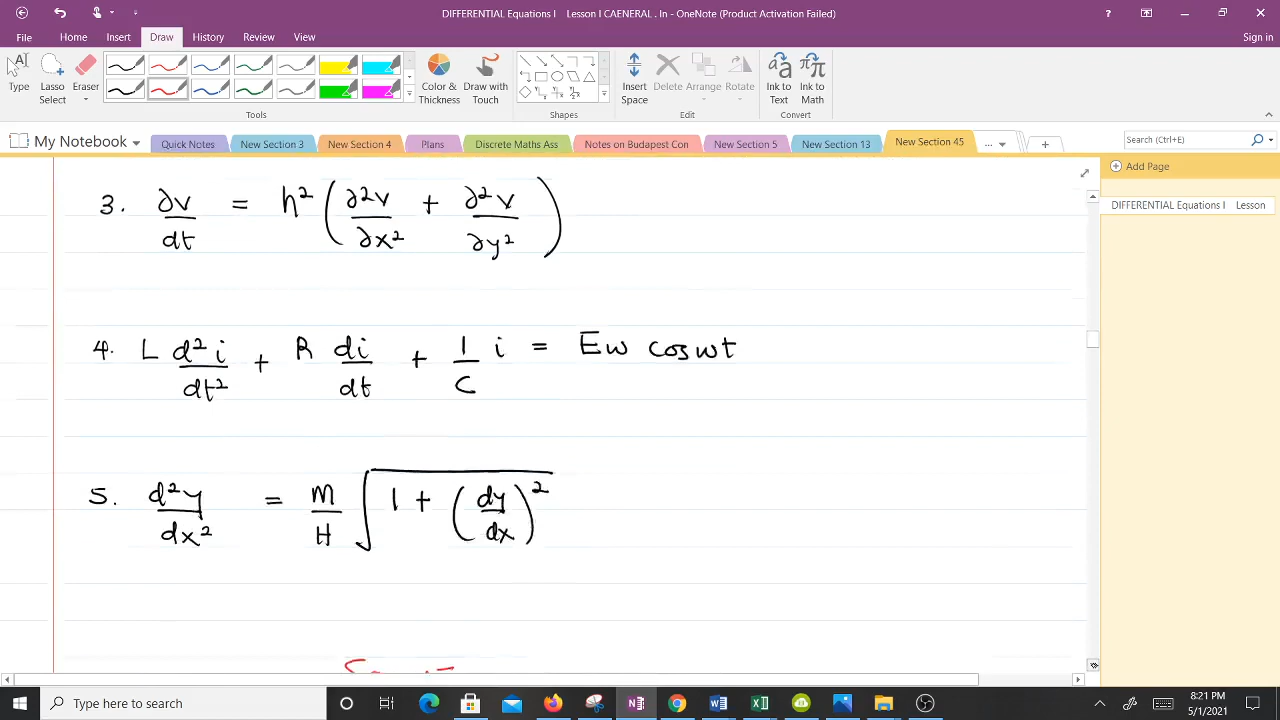 DIFFERENTIAL Equations I Lesson I CAENERAL . In - OneNote (Product Activation Failed)
File Home Insert Draw History Review View Sign in
Type Lasso Select Eraser Color & Thickness Draw with Touch Insert Space Delete Arrange Rotate Ink to Text Ink to Math
Tools Shapes Edit Convert
My Notebook Quick Notes New Section 3 New Section 4 Plans Discrete Maths Ass Notes on Budapest Con New Section 5 New Section 13 New Section 45 ... Search (Ctrl+E)
Add Page
DIFFERENTIAL Equations I Lesson
3. ∂v/dt = h² (∂²v/∂x² + ∂²v/∂y²)
4. L d²i/dt² + R di/dt + 1/C i = Eω cos ωt
5. d²y/dx² = M/H √(1 + (dy/dx)²)
Type here to search
8:21 PM
5/1/2021